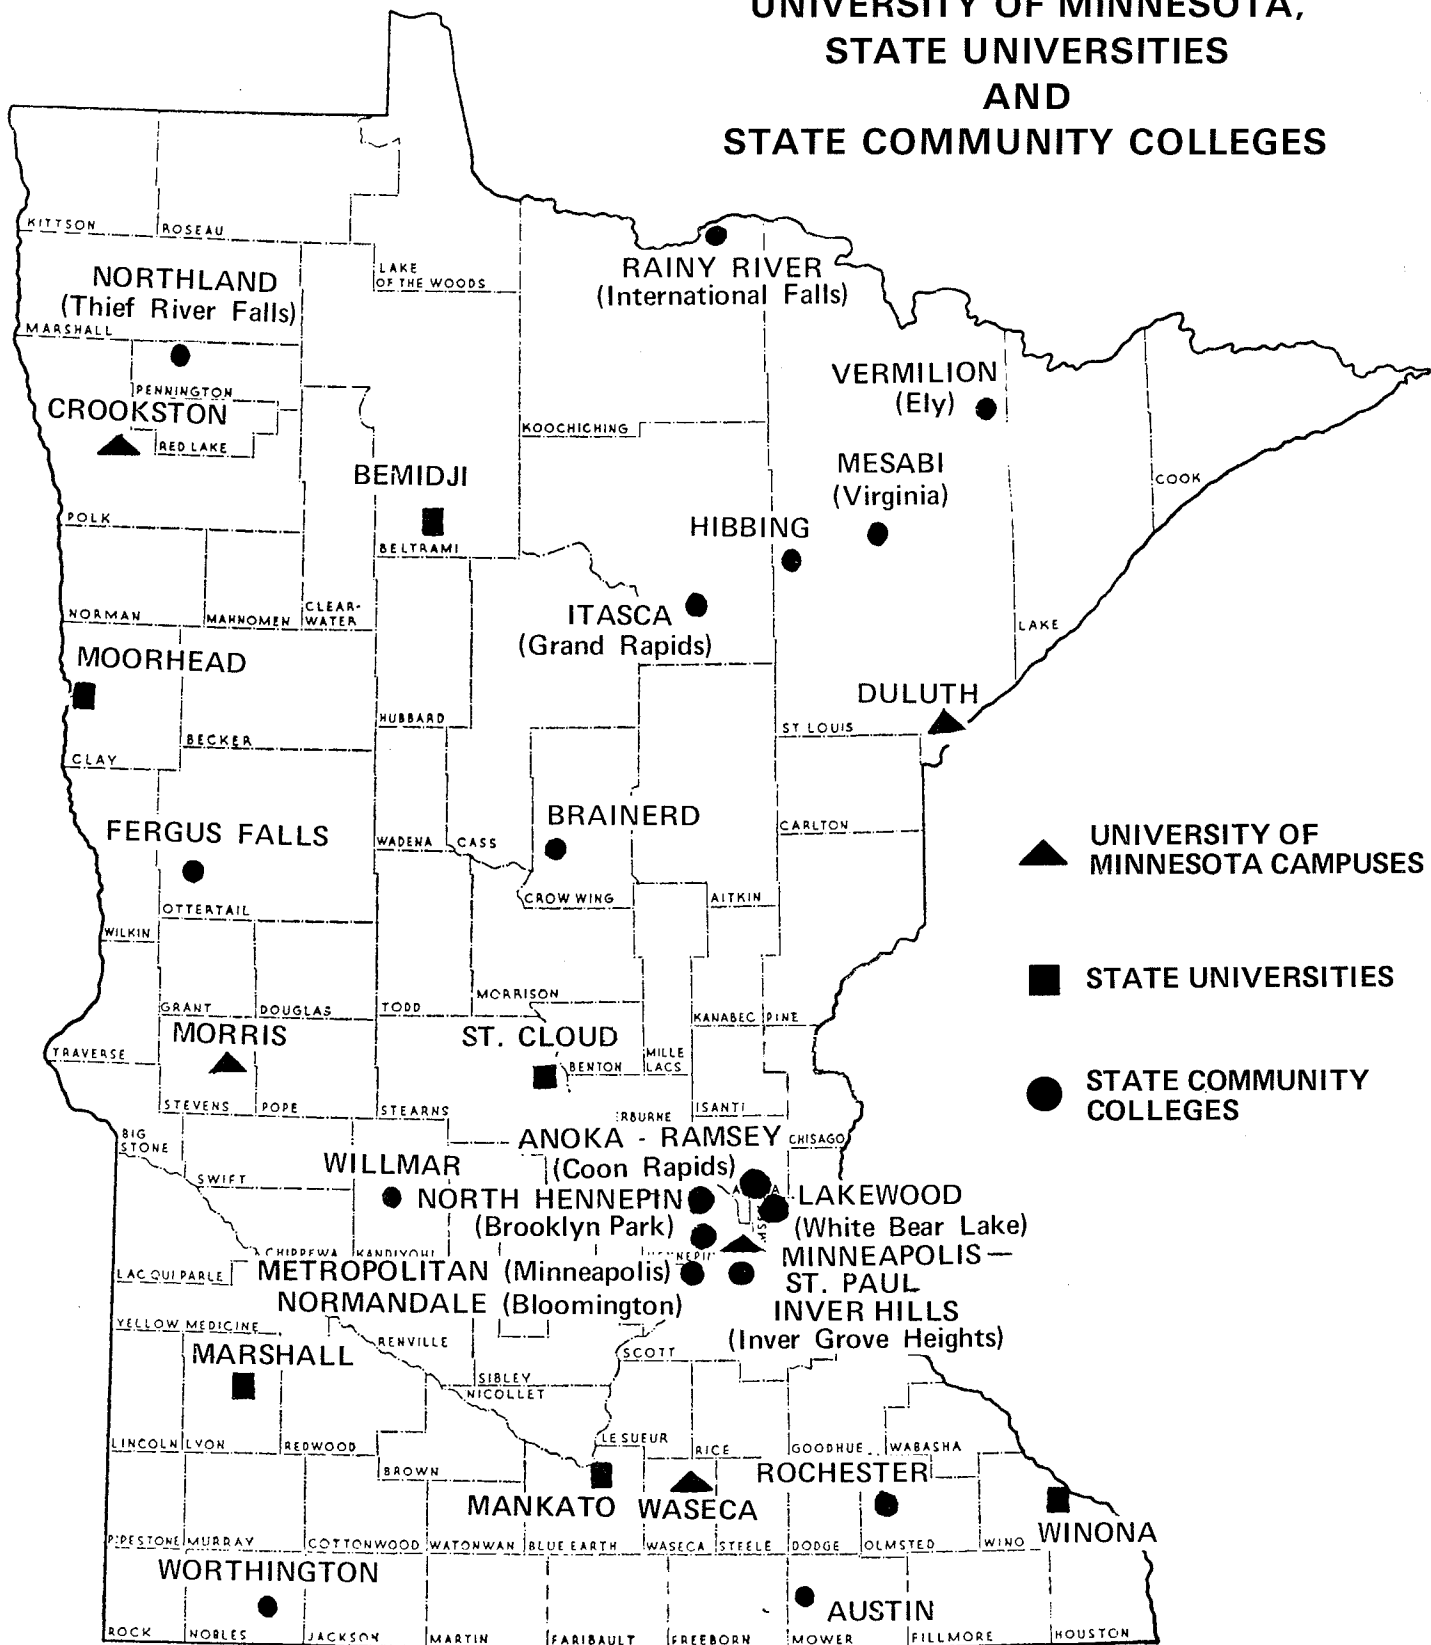 UNIVERSITY OF MINNESOTA,
STATE UNIVERSITIES
AND
STATE COMMUNITY COLLEGES
KITTSON
ROSEAU
LAKE
OF THE WOODS
NORTHLAND
(Thief River Falls)
RAINY RIVER
(International Falls)
MARSHALL
PENNINGTON
CROOKSTON
RED LAKE
VERMILION
(Ely)
KOOCHICHING
BEMIDJI
MESABI
(Virginia)
COOK
POLK
HIBBING
BELTRAMI
NORMAN
MAHNOMEN
CLEAR-
WATER
ITASCA
(Grand Rapids)
LAKE
MOORHEAD
DULUTH
HUBBARD
ST LOUIS
BECKER
CLAY
BRAINERD
FERGUS FALLS
WADENA
CASS
CARLTON
UNIVERSITY OF
MINNESOTA CAMPUSES
CROW WING
AITKIN
OTTERTAIL
WILKIN
STATE UNIVERSITIES
MORRISON
GRANT
DOUGLAS
TODD
KANABEC
PINE
MORRIS
ST. CLOUD
TRAVERSE
BENTON
MILLE
LACS
STATE COMMUNITY
COLLEGES
STEVENS
POPE
STEARNS
RBURNE
ISANTI
BIG
STONE
ANOKA - RAMSEY
(Coon Rapids)
CHISAGO
SWIFT
WILLMAR
NORTH HENNEPIN
(Brooklyn Park)
LAKEWOOD
(White Bear Lake)
CHIPPEWA
KANDIYOHI
HENNEPIN
MINNEAPOLIS—
ST. PAUL
LAC QUI PARLE
METROPOLITAN (Minneapolis)
NORMANDALE (Bloomington)
INVER HILLS
(Inver Grove Heights)
YELLOW MEDICINE
RENVILLE
MARSHALL
SCOTT
SIBLEY
NICOLLET
LE SUEUR
LINCOLN
LYON
REDWOOD
RICE
GOODHUE
WABASHA
BROWN
ROCHESTER
MANKATO
WASECA
WINONA
PIPESTONE
MURRAY
COTTONWOOD
WATONWAN
BLUE EARTH
WASECA
STEELE
DODGE
OLMSTED
WINO
WORTHINGTON
AUSTIN
ROCK
NOBLES
JACKSON
MARTIN
FARIBAULT
FREEBORN
MOWER
FILLMORE
HOUSTON